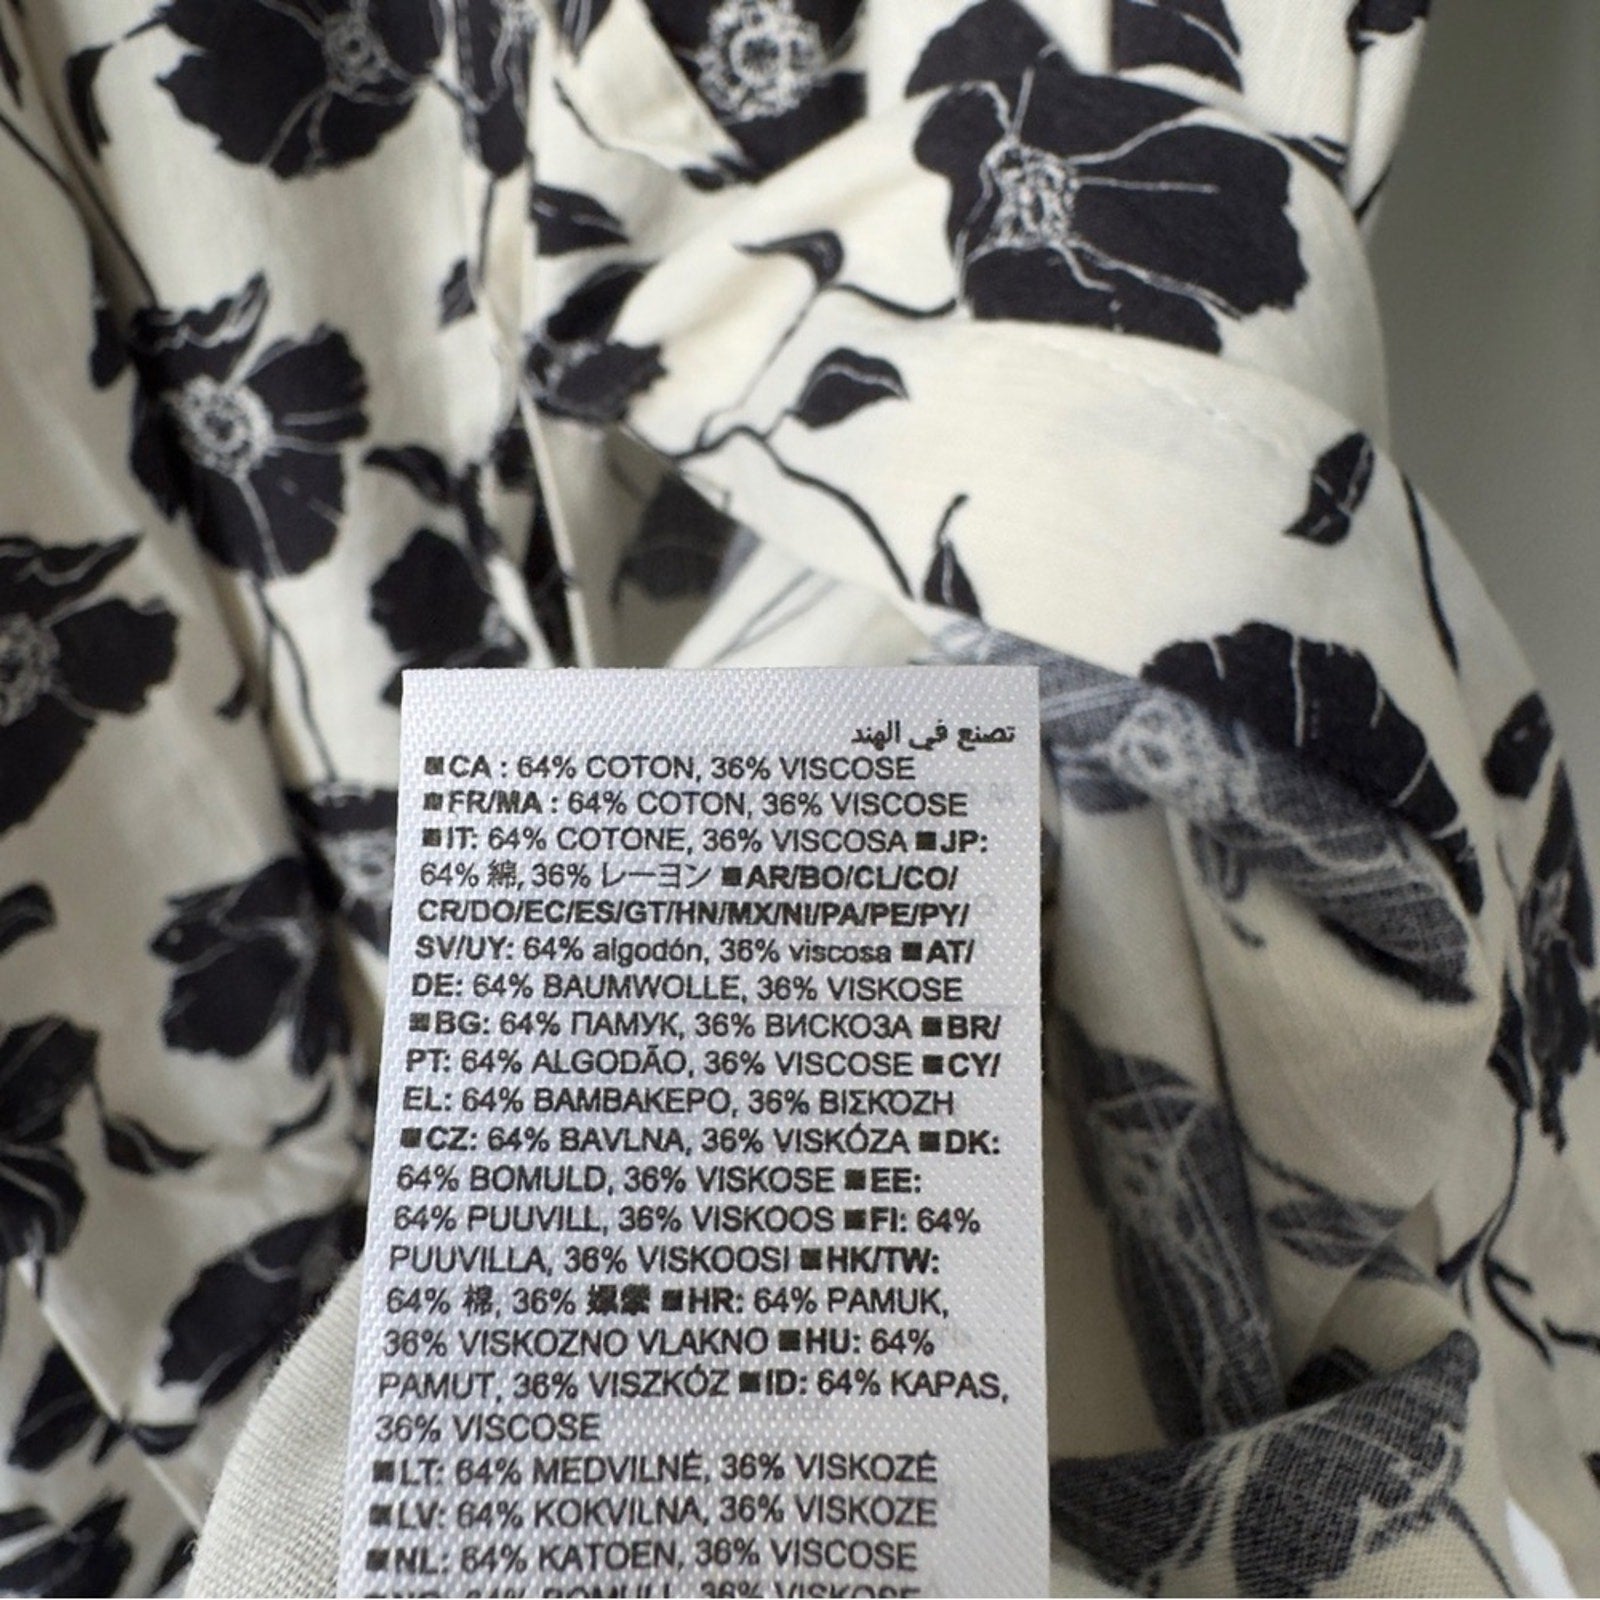 تصنع في الهند
CA : 64% COTON, 36% VISCOSE
FR/MA : 64% COTON, 36% VISCOSE
IT: 64% COTONE, 36% VISCOSA ■JP:
64% 綿, 36% レーヨン ■AR/BO/CL/CO/
CR/DO/EC/ES/GT/HN/MX/NI/PA/PE/PY/
SV/UY: 64% algodón, 36% viscosa ■AT/
DE: 64% BAUMWOLLE, 36% VISKOSE
■BG: 64% ПАМУК, 36% ВИСКОЗА ■BR/
PT: 64% ALGODÃO, 36% VISCOSE ■CY/
EL: 64% ΒΑΜΒΑΚΕΡΟ, 36% ΒΙΣΚΌΖΗ
■CZ: 64% BAVLNA, 36% VISKÓZA ■DK:
64% BOMULD, 36% VISKOSE ■EE:
64% PUUVILL, 36% VISKOOS ■FI: 64%
PUUVILLA, 36% VISKOOSI ■HK/TW:
64% 棉, 36% ■HR: 64% PAMUK,
36% VISKOZNO VLAKNO ■HU: 64%
PAMUT, 36% VISZKÓZ ■ID: 64% KAPAS,
36% VISCOSE
■LT: 64% MEDVILNĖ, 36% VISKOZĖ
■LV: 64% KOKVILNA, 36% VISKOZE
■NL: 64% KATOEN, 36% VISCOSE
64% BOMULL, 36% VISKOSE